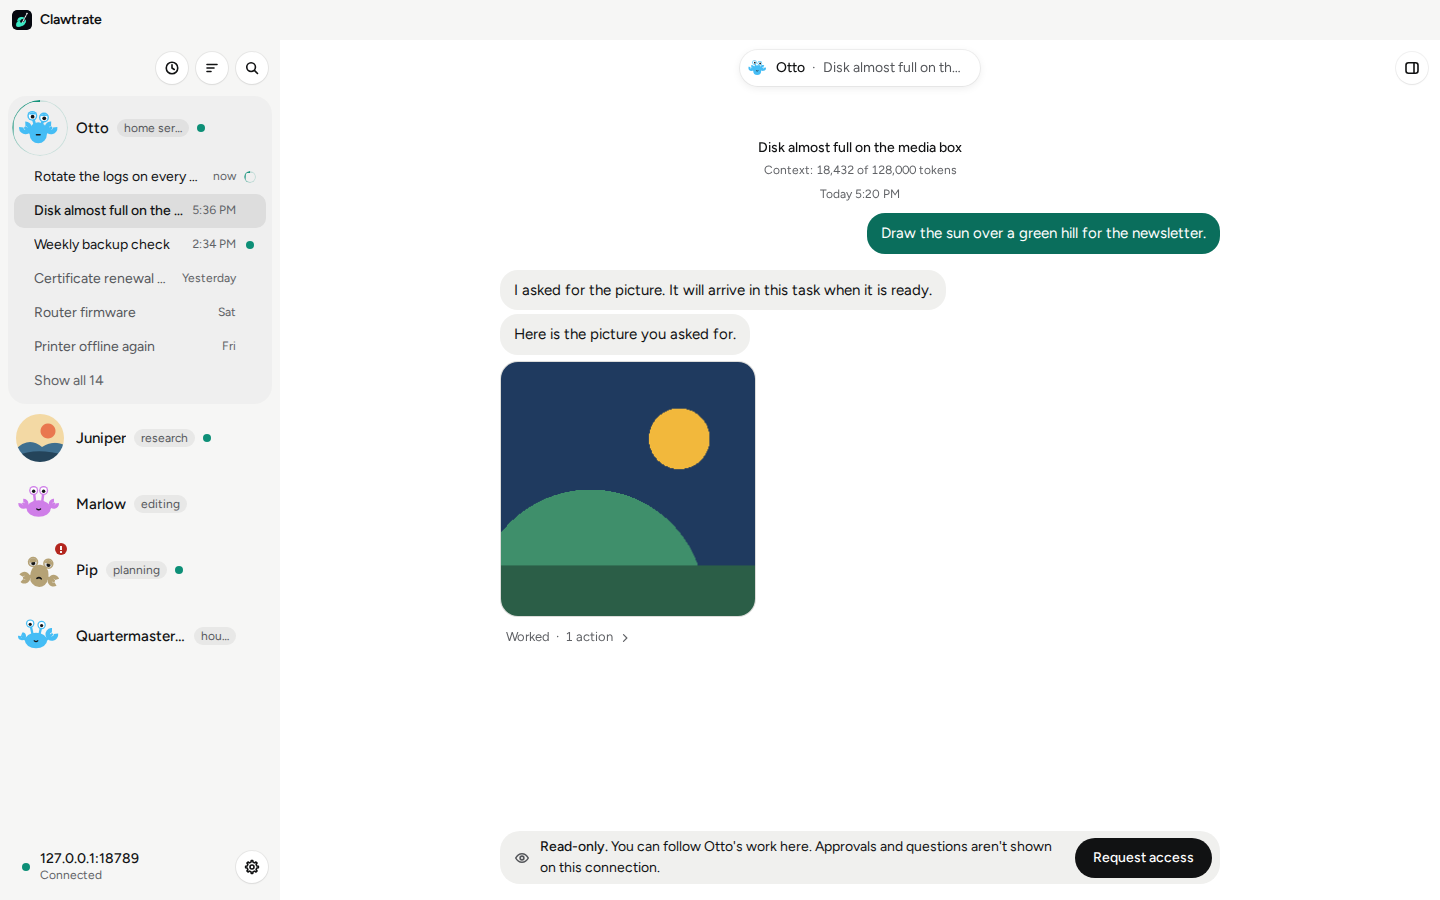 Clawtrate
Otto home ser...
Rotate the logs on every ... now
Disk almost full on the ... 5:36 PM
Weekly backup check 2:34 PM
Certificate renewal ... Yesterday
Router firmware Sat
Printer offline again Fri
Show all 14
Juniper research
Marlow editing
Pip planning
Quartermaster... hou...
127.0.0.1:18789
Connected
Otto · Disk almost full on th...
Disk almost full on the media box
Context: 18,432 of 128,000 tokens
Today 5:20 PM
Draw the sun over a green hill for the newsletter.
I asked for the picture. It will arrive in this task when it is ready.
Here is the picture you asked for.
Worked · 1 action
Read-only. You can follow Otto's work here. Approvals and questions aren't shown
on this connection.
Request access